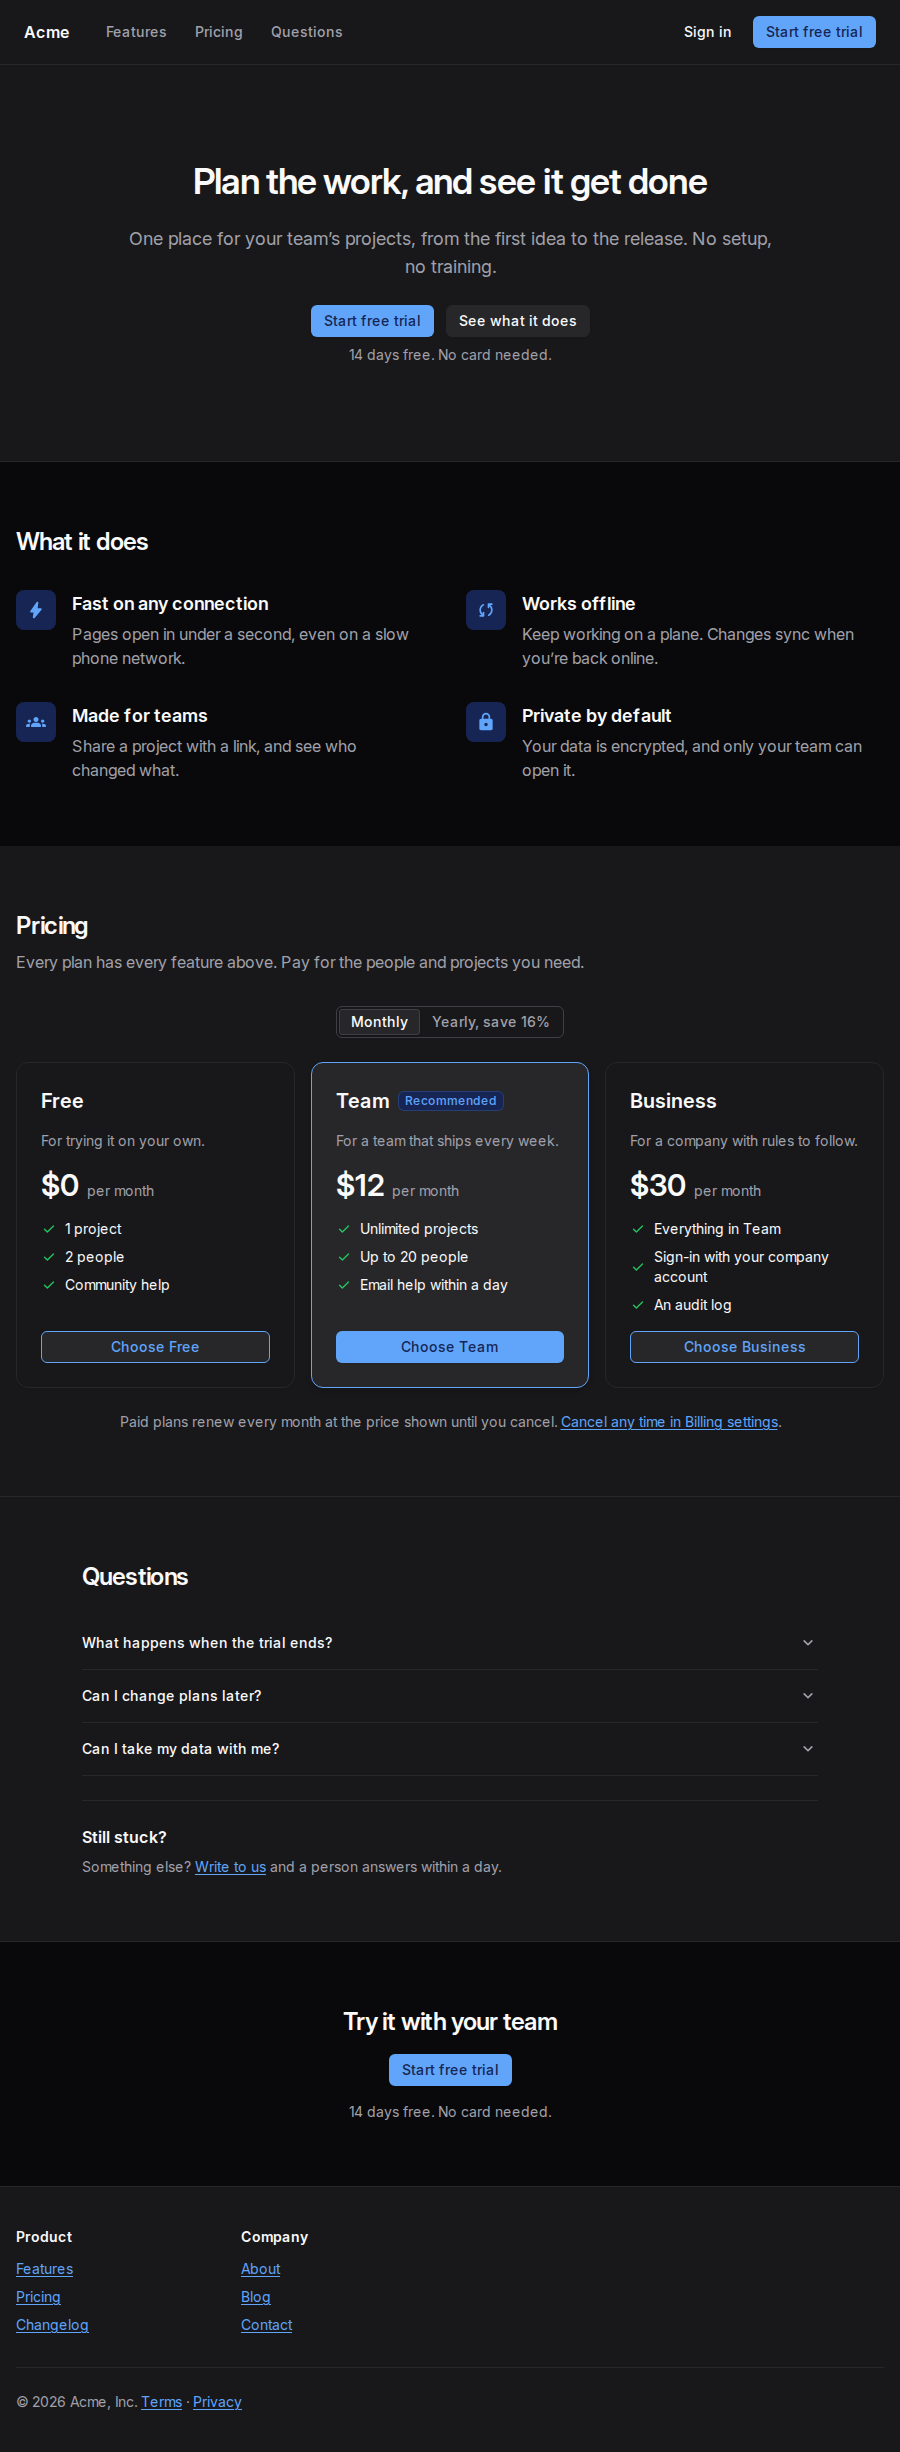 Acme Features Pricing Questions Sign in Start free trial
Plan the work, and see it get done
One place for your team’s projects, from the first idea to the release. No setup,
no training.
Start free trial See what it does
14 days free. No card needed.
What it does
Fast on any connection
Pages open in under a second, even on a slow
phone network.
Works offline
Keep working on a plane. Changes sync when
you’re back online.
Made for teams
Share a project with a link, and see who
changed what.
Private by default
Your data is encrypted, and only your team can
open it.
Pricing
Every plan has every feature above. Pay for the people and projects you need.
Monthly Yearly, save 16%
Free
For trying it on your own.
$0 per month
1 project
2 people
Community help
Choose Free
Team Recommended
For a team that ships every week.
$12 per month
Unlimited projects
Up to 20 people
Email help within a day
Choose Team
Business
For a company with rules to follow.
$30 per month
Everything in Team
Sign-in with your company
account
An audit log
Choose Business
Paid plans renew every month at the price shown until you cancel. Cancel any time in Billing settings.
Questions
What happens when the trial ends?
Can I change plans later?
Can I take my data with me?
Still stuck?
Something else? Write to us and a person answers within a day.
Try it with your team
Start free trial
14 days free. No card needed.
Product
Features
Pricing
Changelog
Company
About
Blog
Contact
© 2026 Acme, Inc. Terms · Privacy